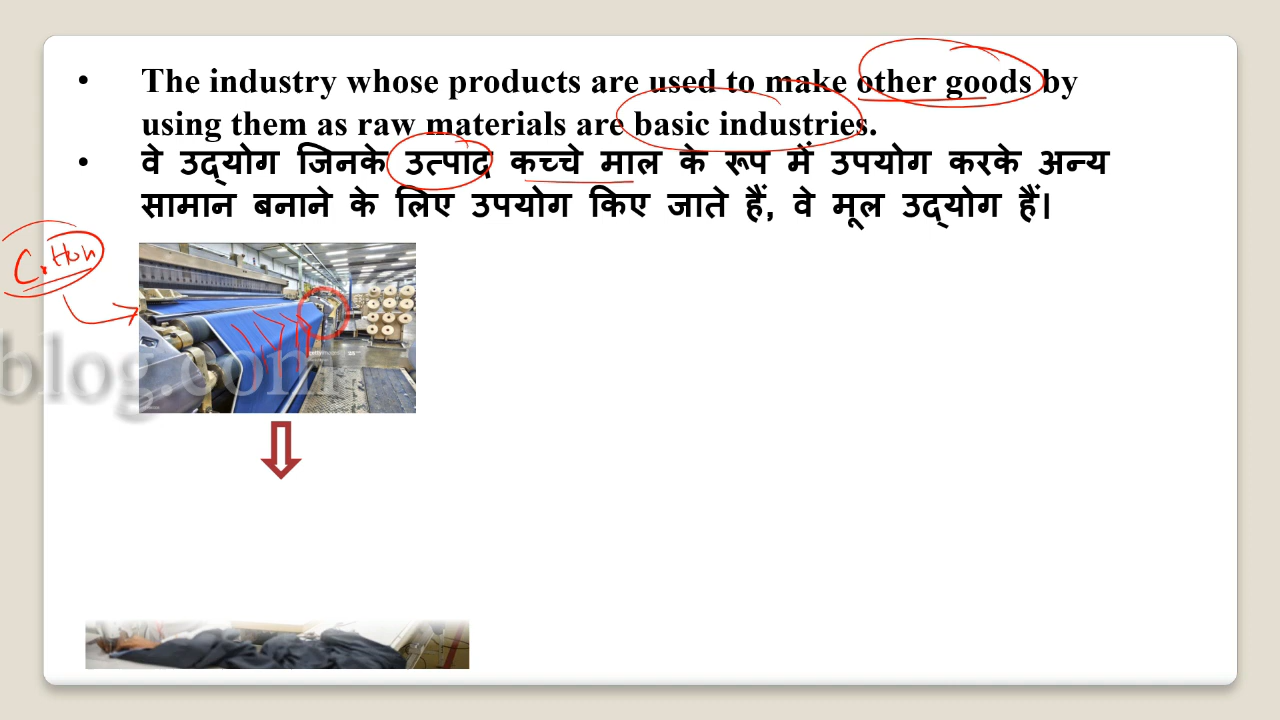 • The industry whose products are used to make other goods by
using them as raw materials are basic industries.
• वे उद्योग जिनके उत्पाद कच्चे माल के रूप में उपयोग करके अन्य
सामान बनाने के लिए उपयोग किए जाते हैं, वे मूल उद्योग हैं।
Cotton
blog.com